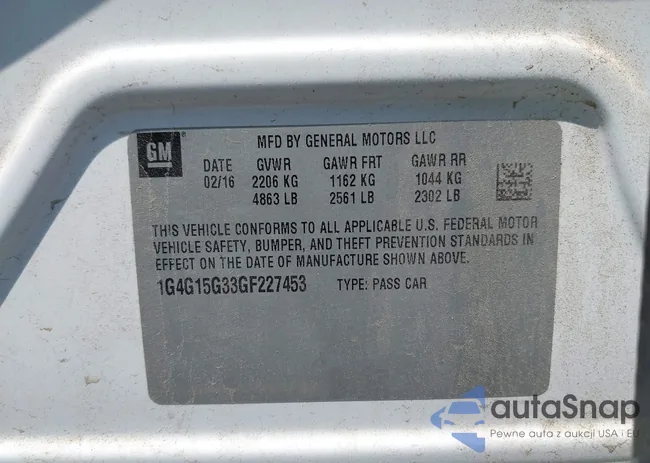 GM
MFD BY GENERAL MOTORS LLC
DATE GVWR GAWR FRT GAWR RR
02/16 2206 KG 1162 KG 1044 KG
4863 LB 2561 LB 2302 LB
THIS VEHICLE CONFORMS TO ALL APPLICABLE U.S. FEDERAL MOTOR
VEHICLE SAFETY, BUMPER, AND THEFT PREVENTION STANDARDS IN
EFFECT ON THE DATE OF MANUFACTURE SHOWN ABOVE.
1G4G15G33GF227453 TYPE: PASS CAR
autoSnap
Pewne auta z aukcji USA · EU